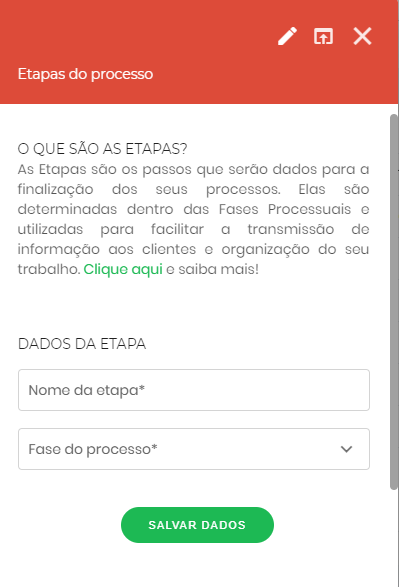 Etapas do processo
O QUE SÃO AS ETAPAS?
As Etapas são os passos que serão dados para a
finalização dos seus processos. Elas são
determinadas dentro das Fases Processuais e
utilizadas para facilitar a transmissão de
informação aos clientes e organização do seu
trabalho. Clique aqui e saiba mais!
DADOS DA ETAPA
Nome da etapa*
Fase do processo*
SALVAR DADOS